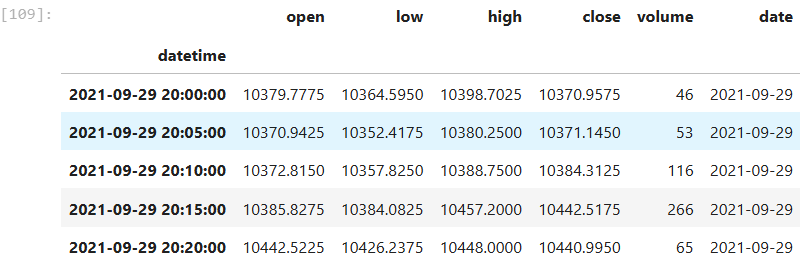 [109]:
open low high close volume date
datetime
2021-09-29 20:00:00 10379.7775 10364.5950 10398.7025 10370.9575 46 2021-09-29
2021-09-29 20:05:00 10370.9425 10352.4175 10380.2500 10371.1450 53 2021-09-29
2021-09-29 20:10:00 10372.8150 10357.8250 10388.7500 10384.3125 116 2021-09-29
2021-09-29 20:15:00 10385.8275 10384.0825 10457.2000 10442.5175 266 2021-09-29
2021-09-29 20:20:00 10442.5225 10426.2375 10448.0000 10440.9950 65 2021-09-29